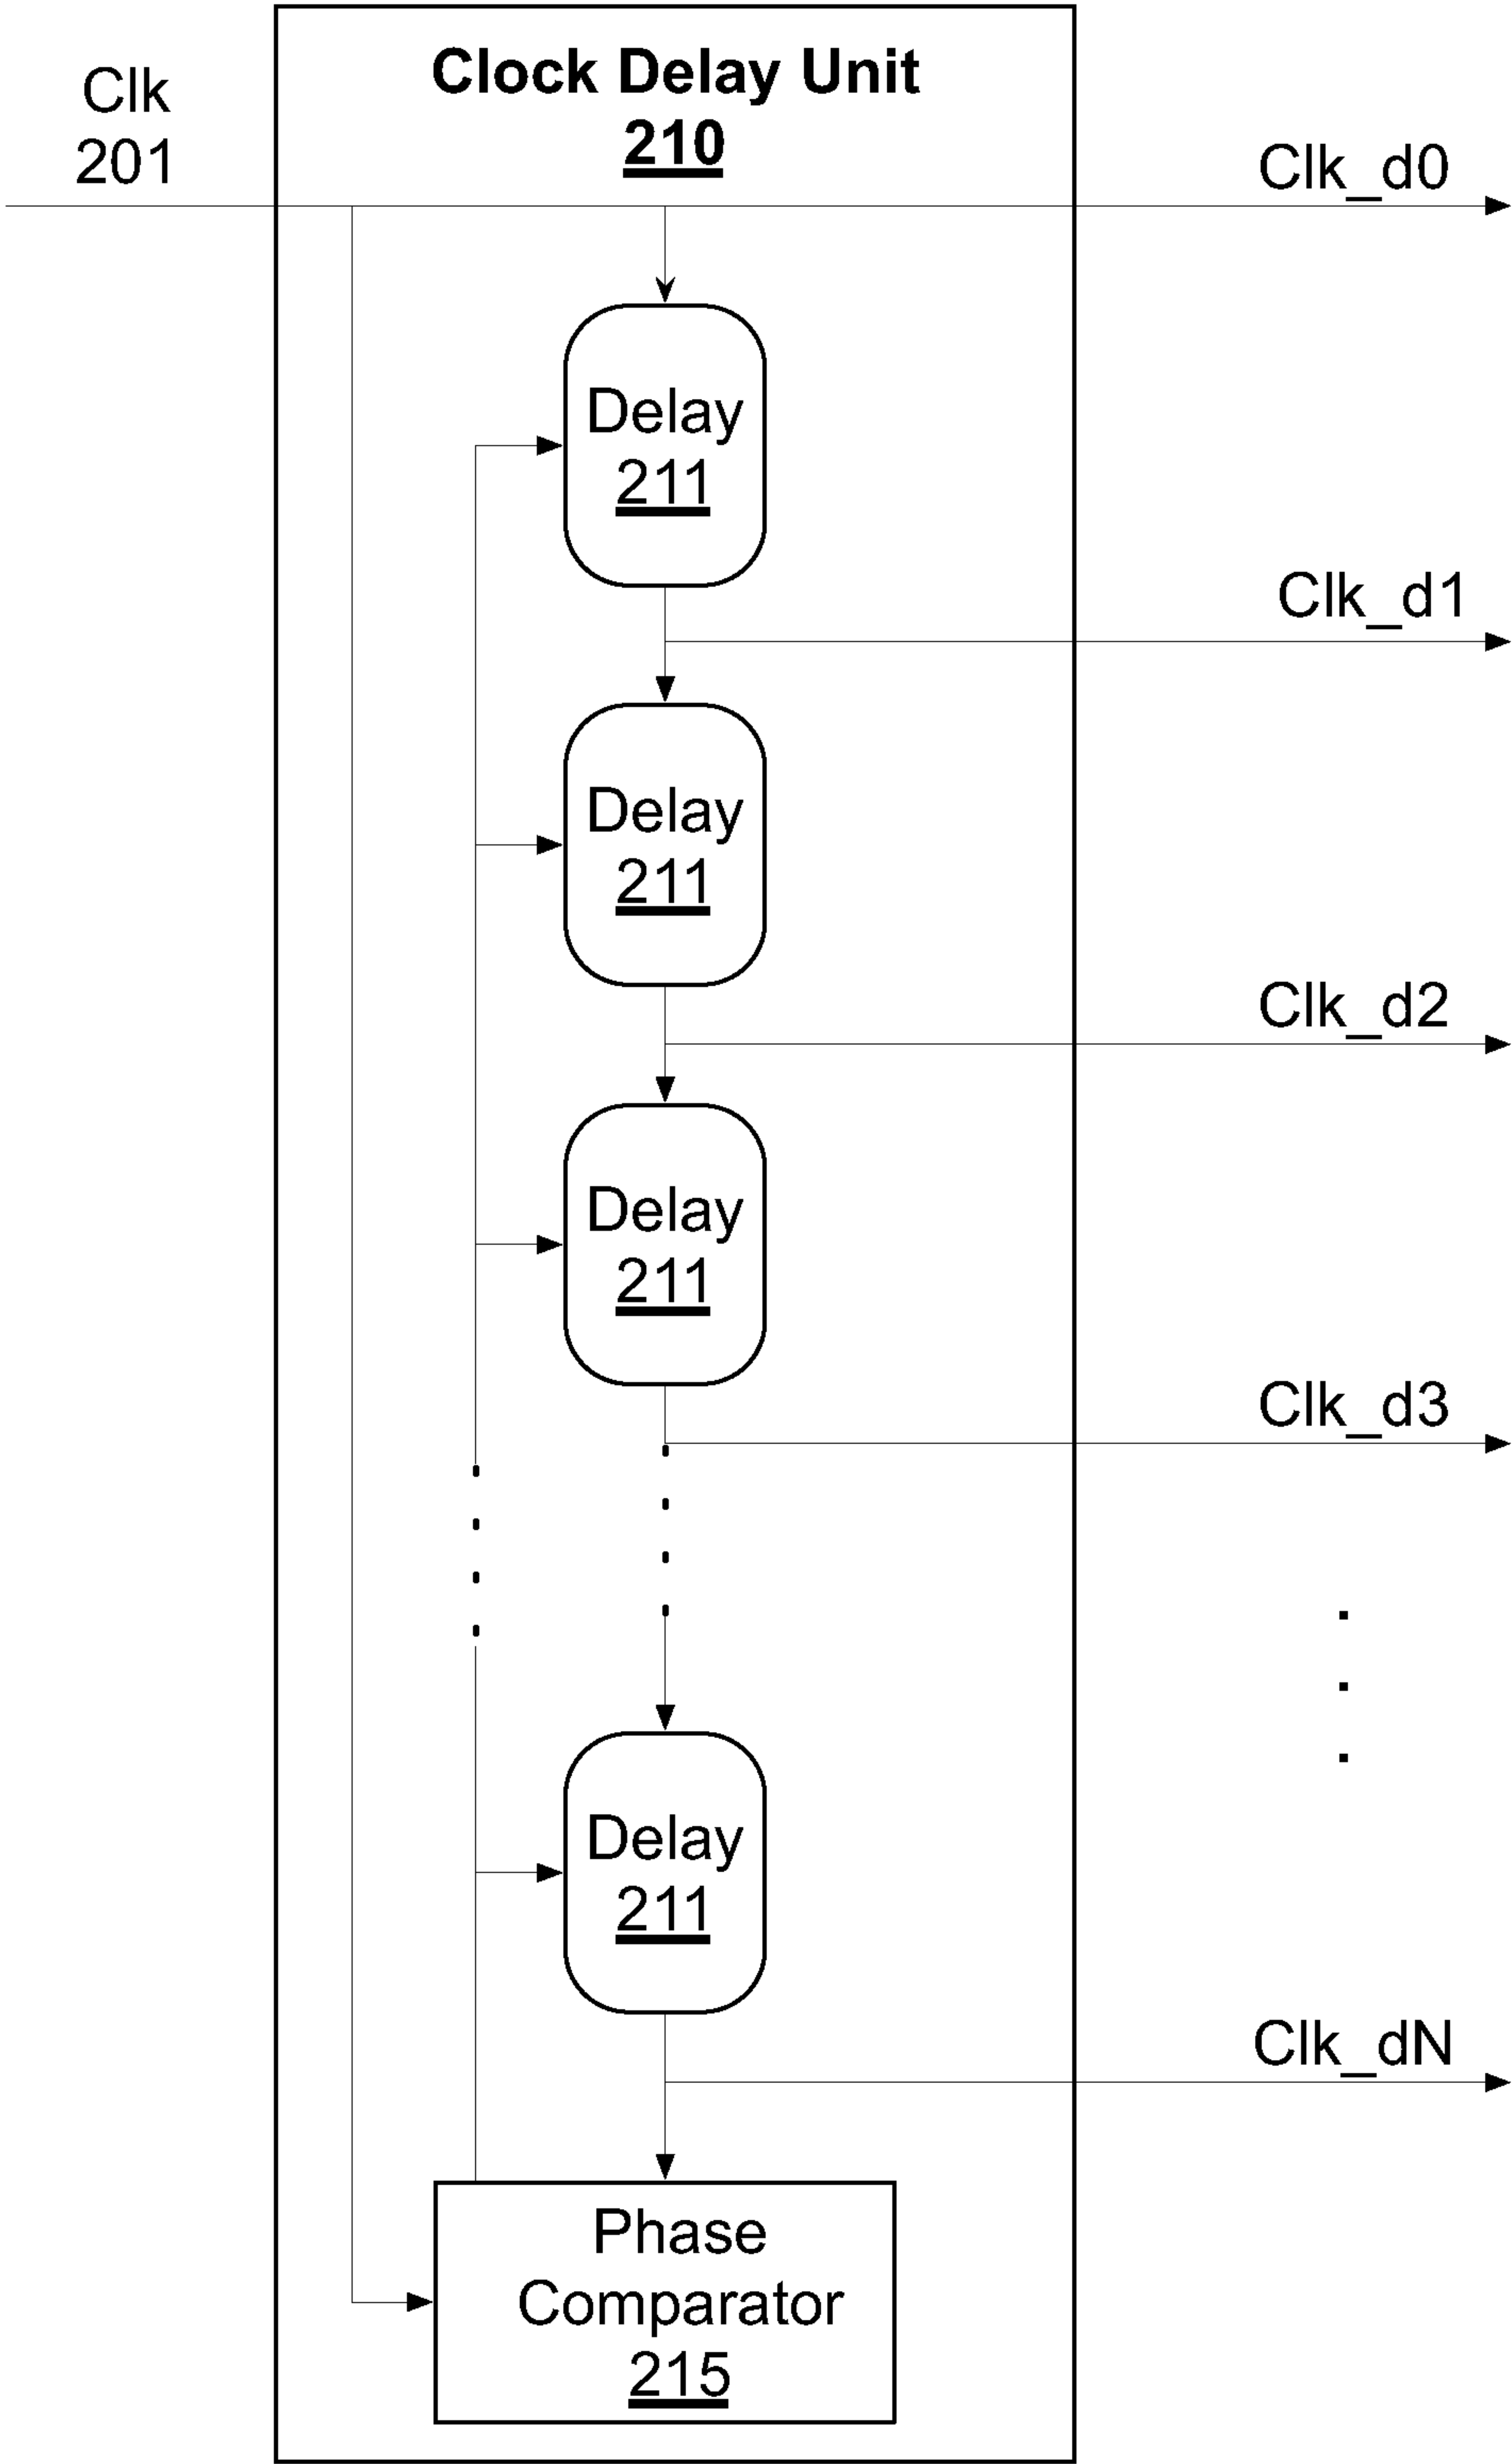 Clock Delay Unit
210
Clk
201
Clk_d0
Delay
211
Clk_d1
Delay
211
Clk_d2
Delay
211
Clk_d3
Delay
211
Clk_dN
Phase
Comparator
215